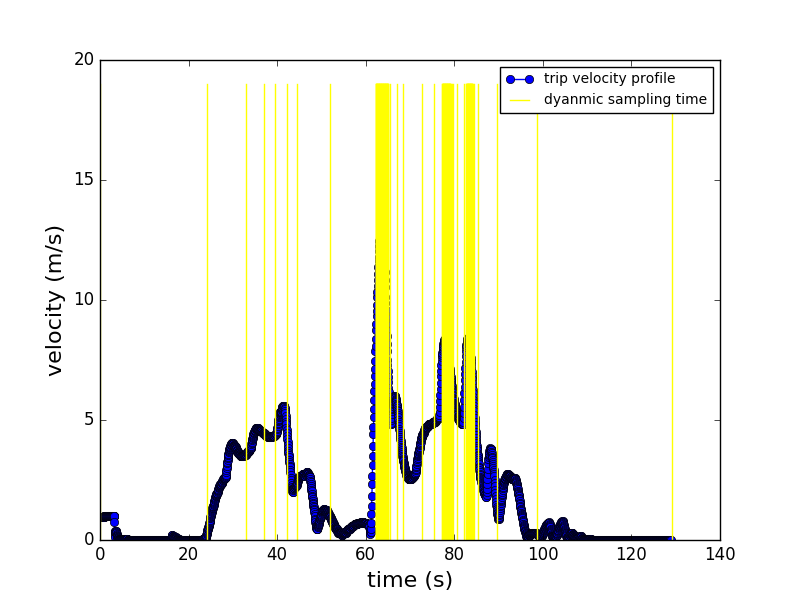 20
trip velocity profile
dyanmic sampling time
15
10
5
0
velocity (m/s)
0 20 40 60 80 100 120 140
time (s)